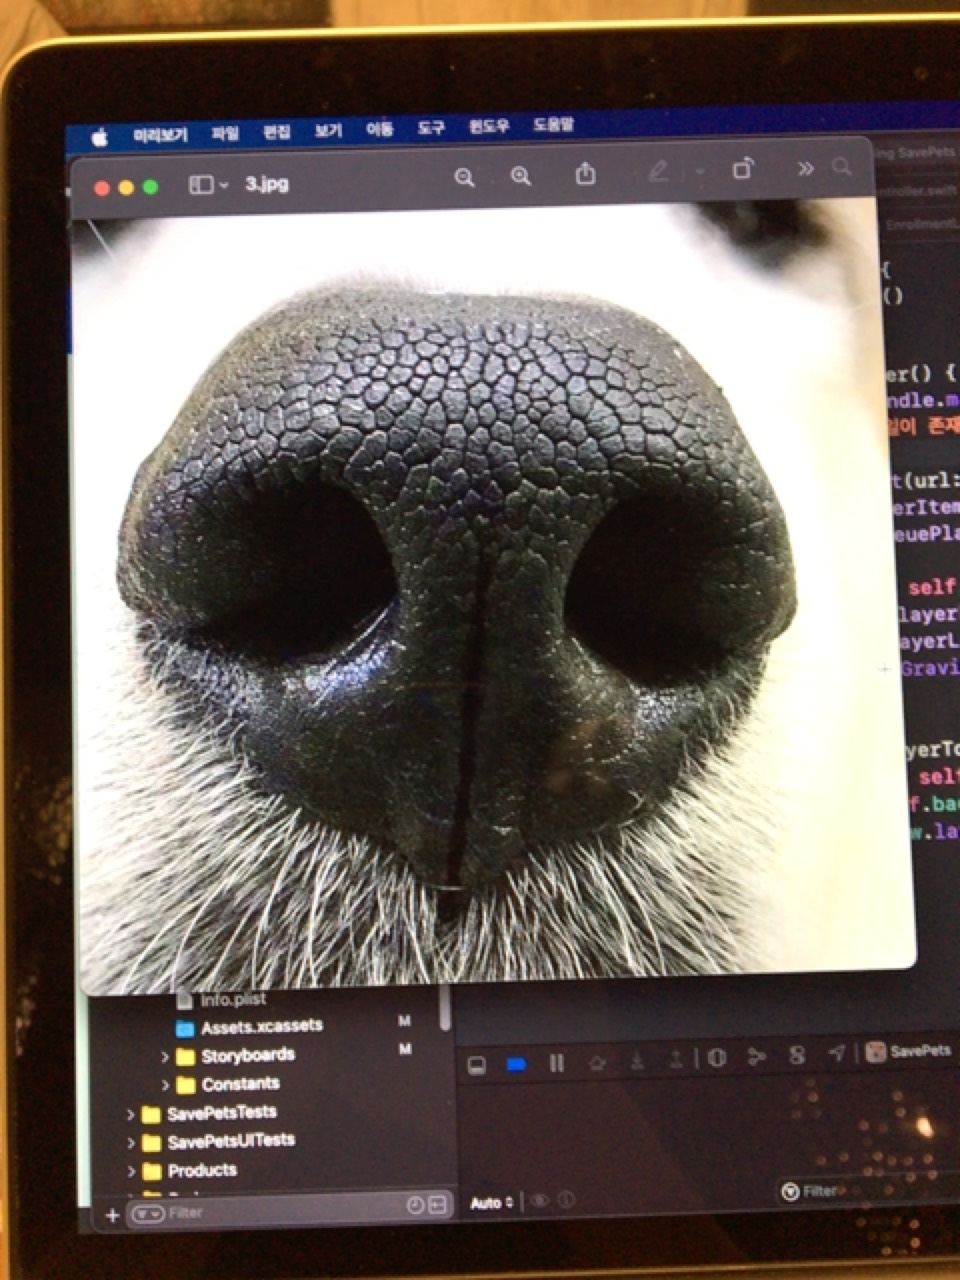 미리보기 파일 편집 보기 이동 도구 윈도우 도움말
3.jpg
ing SavePets
ntroller.swift
EnrollmentL
{
()
er() {
ndle.m
일이 존재
t(url:
erItem
euePla
self
layer
ayerL
Gravi
yerTo
self
f.bac
w.la
Info.plist
Assets.xcassets M
Storyboards M
Constants
SavePetsTests
SavePetsUITests
Products
Filter
SavePets
Auto
Filter